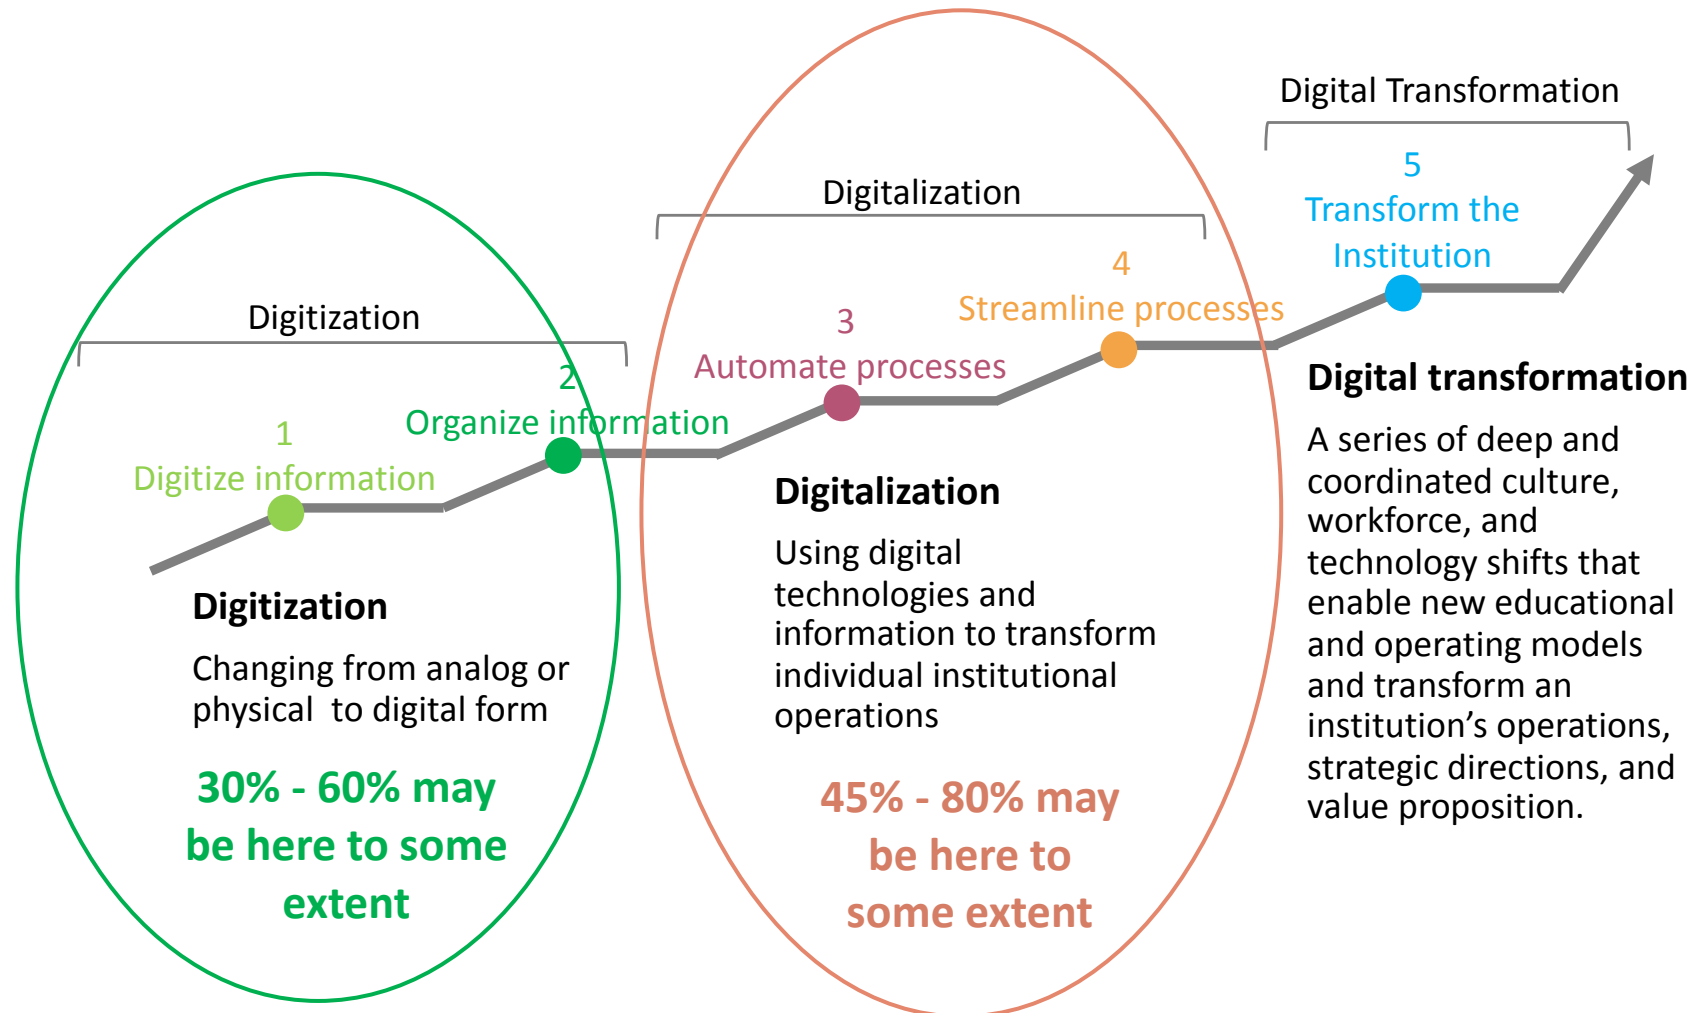 Digitization
1
Digitize information
2
Organize information
Digitization
Changing from analog or
physical  to digital form
30% - 60% may
be here to some
extent
Digitalization
3
Automate processes
4
Streamline processes
Digitalization
Using digital
technologies and
information to transform
individual institutional
operations
45% - 80% may
be here to
some extent
Digital Transformation
5
Transform the
Institution
Digital transformation
A series of deep and
coordinated culture,
workforce, and
technology shifts that
enable new educational
and operating models
and transform an
institution’s operations,
strategic directions, and
value proposition.